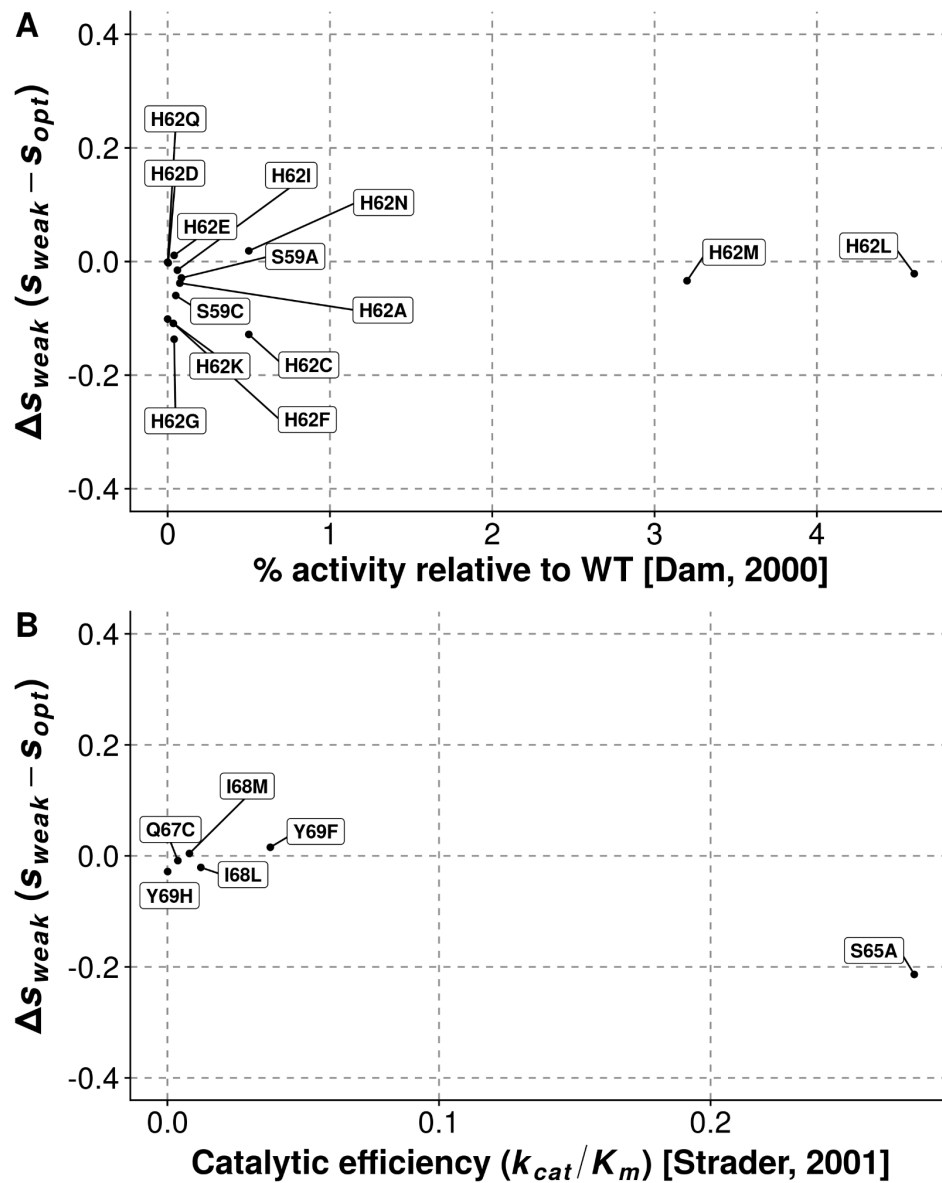 A
Δs_weak (s_weak − s_opt)
0.4
0.2
0.0
-0.2
-0.4
H62Q
H62D
H62I
H62N
H62E
S59A
H62M
H62L
S59C
H62A
H62K
H62C
H62G
H62F
0
1
2
3
4
% activity relative to WT [Dam, 2000]
B
Δs_weak (s_weak − s_opt)
0.4
0.2
0.0
-0.2
-0.4
I68M
Q67C
Y69F
I68L
Y69H
S65A
0.0
0.1
0.2
Catalytic efficiency (k_cat/K_m) [Strader, 2001]